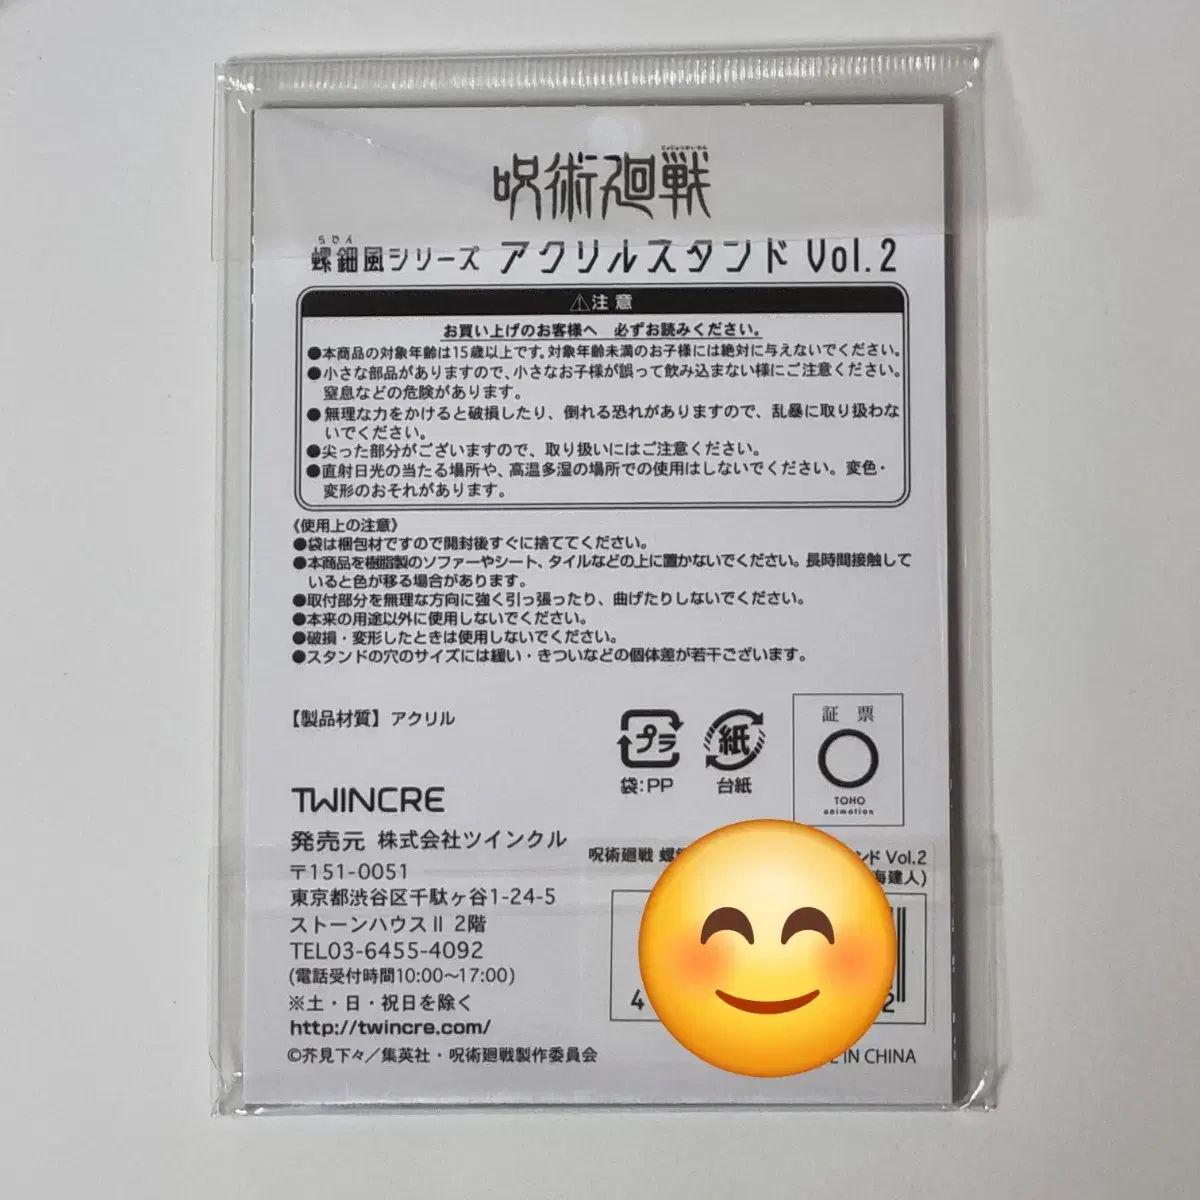 じゅじゅつかいせん
呪術廻戦
らでん
螺鈿風シリーズ アクリルスタンド Vol.2
⚠注意
お買い上げのお客様へ 必ずお読みください。
●本商品の対象年齢は15歳以上です。対象年齢未満のお子様には絶対に与えないでください。
●小さな部品がありますので、小さなお子様が誤って飲み込まない様にご注意ください。
窒息などの危険があります。
●無理な力をかけると破損したり、倒れる恐れがありますので、乱暴に取り扱わな
いでください。
●尖った部分がございますので、取り扱いにはご注意ください。
●直射日光の当たる場所や、高温多湿の場所での使用はしないでください。変色・
変形のおそれがあります。
《使用上の注意》
●袋は梱包材ですので開封後すぐに捨ててください。
●本商品を樹脂製のソファーやシート、タイルなどの上に置かないでください。長時間接触して
いると色が移る場合があります。
●取付部分を無理な方向に強く引っ張ったり、曲げたりしないでください。
●本来の用途以外に使用しないでください。
●破損・変形したときは使用しないでください。
●スタンドの穴のサイズには緩い・きついなどの個体差が若干ございます。
【製品材質】アクリル
プラ
袋:PP
紙
台紙
証票
TOHO
animation
TWINCRE
発売元 株式会社ツインクル
〒151-0051
東京都渋谷区千駄ヶ谷1-24-5
ストーンハウスⅡ 2階
TEL03-6455-4092
(電話受付時間10:00〜17:00)
※土・日・祝日を除く
http://twincre.com/
©芥見下々／集英社・呪術廻戦製作委員会
呪術廻戦 螺 ンド Vol.2
海建人)
4 2
IN CHINA